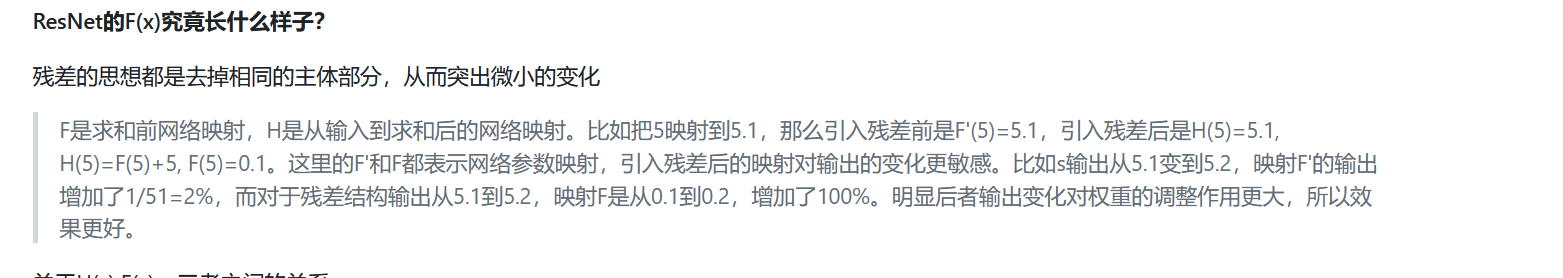 ResNet的F(x)究竟长什么样子？
残差的思想都是去掉相同的主体部分，从而突出微小的变化
F是求和前网络映射，H是从输入到求和后的网络映射。比如把5映射到5.1，那么引入残差前是F'(5)=5.1，引入残差后是H(5)=5.1,
H(5)=F(5)+5, F(5)=0.1。这里的F'和F都表示网络参数映射，引入残差后的映射对输出的变化更敏感。比如s输出从5.1变到5.2，映射F'的输出
增加了1/51=2%，而对于残差结构输出从5.1到5.2，映射F是从0.1到0.2，增加了100%。明显后者输出变化对权重的调整作用更大，所以效
果更好。